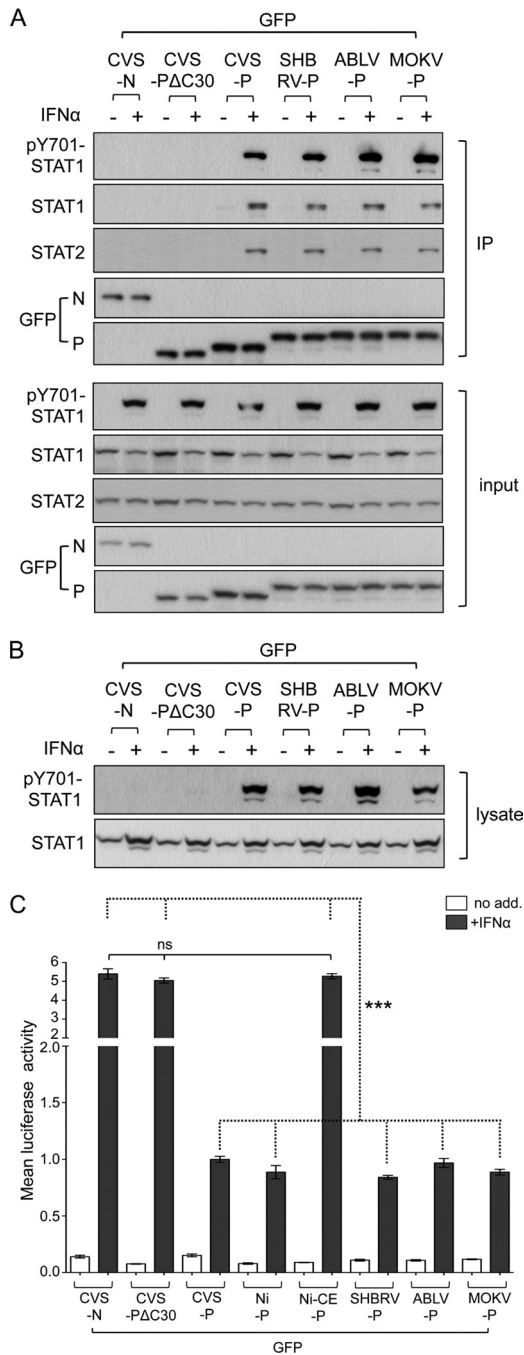 A
GFP
CVS -N CVS -PΔC30 CVS -P SHB RV-P ABLV -P MOKV -P
IFNα - + - + - + - + - + - +
pY701- STAT1
STAT1
STAT2
GFP N
P
IP
pY701- STAT1
STAT1
STAT2
GFP N
P
input
B
GFP
CVS -N CVS -PΔC30 CVS -P SHB RV-P ABLV -P MOKV -P
IFNα - + - + - + - + - + - +
pY701- STAT1
STAT1
lysate
C
no add.
+IFNα
ns
***
Mean luciferase activity
6
5
4
3
2
2.0
1.5
1.0
0.5
0.0
CVS -N CVS -PΔC30 CVS -P Ni -P Ni-CE -P SHBRV -P ABLV -P MOKV -P
GFP